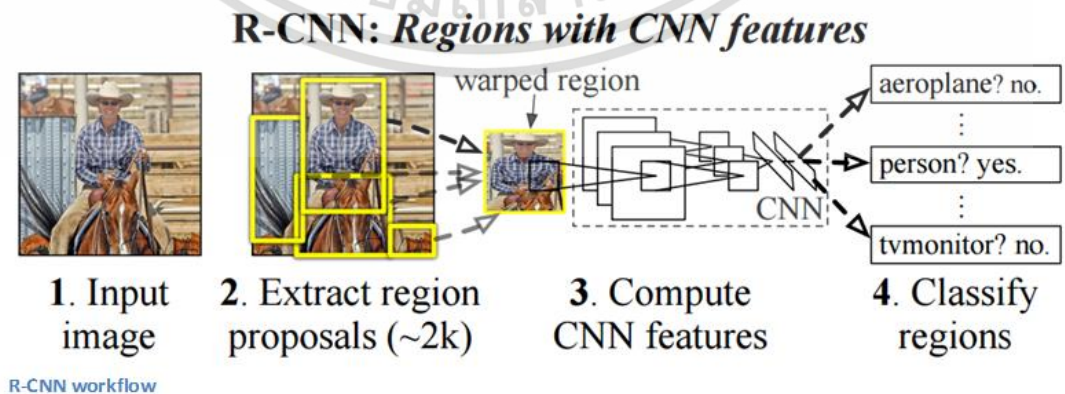 R-CNN: Regions with CNN features
warped region
aeroplane? no.
person? yes.
CNN
tvmonitor? no.
1. Input
image
2. Extract region
proposals (~2k)
3. Compute
CNN features
4. Classify
regions
R-CNN workflow